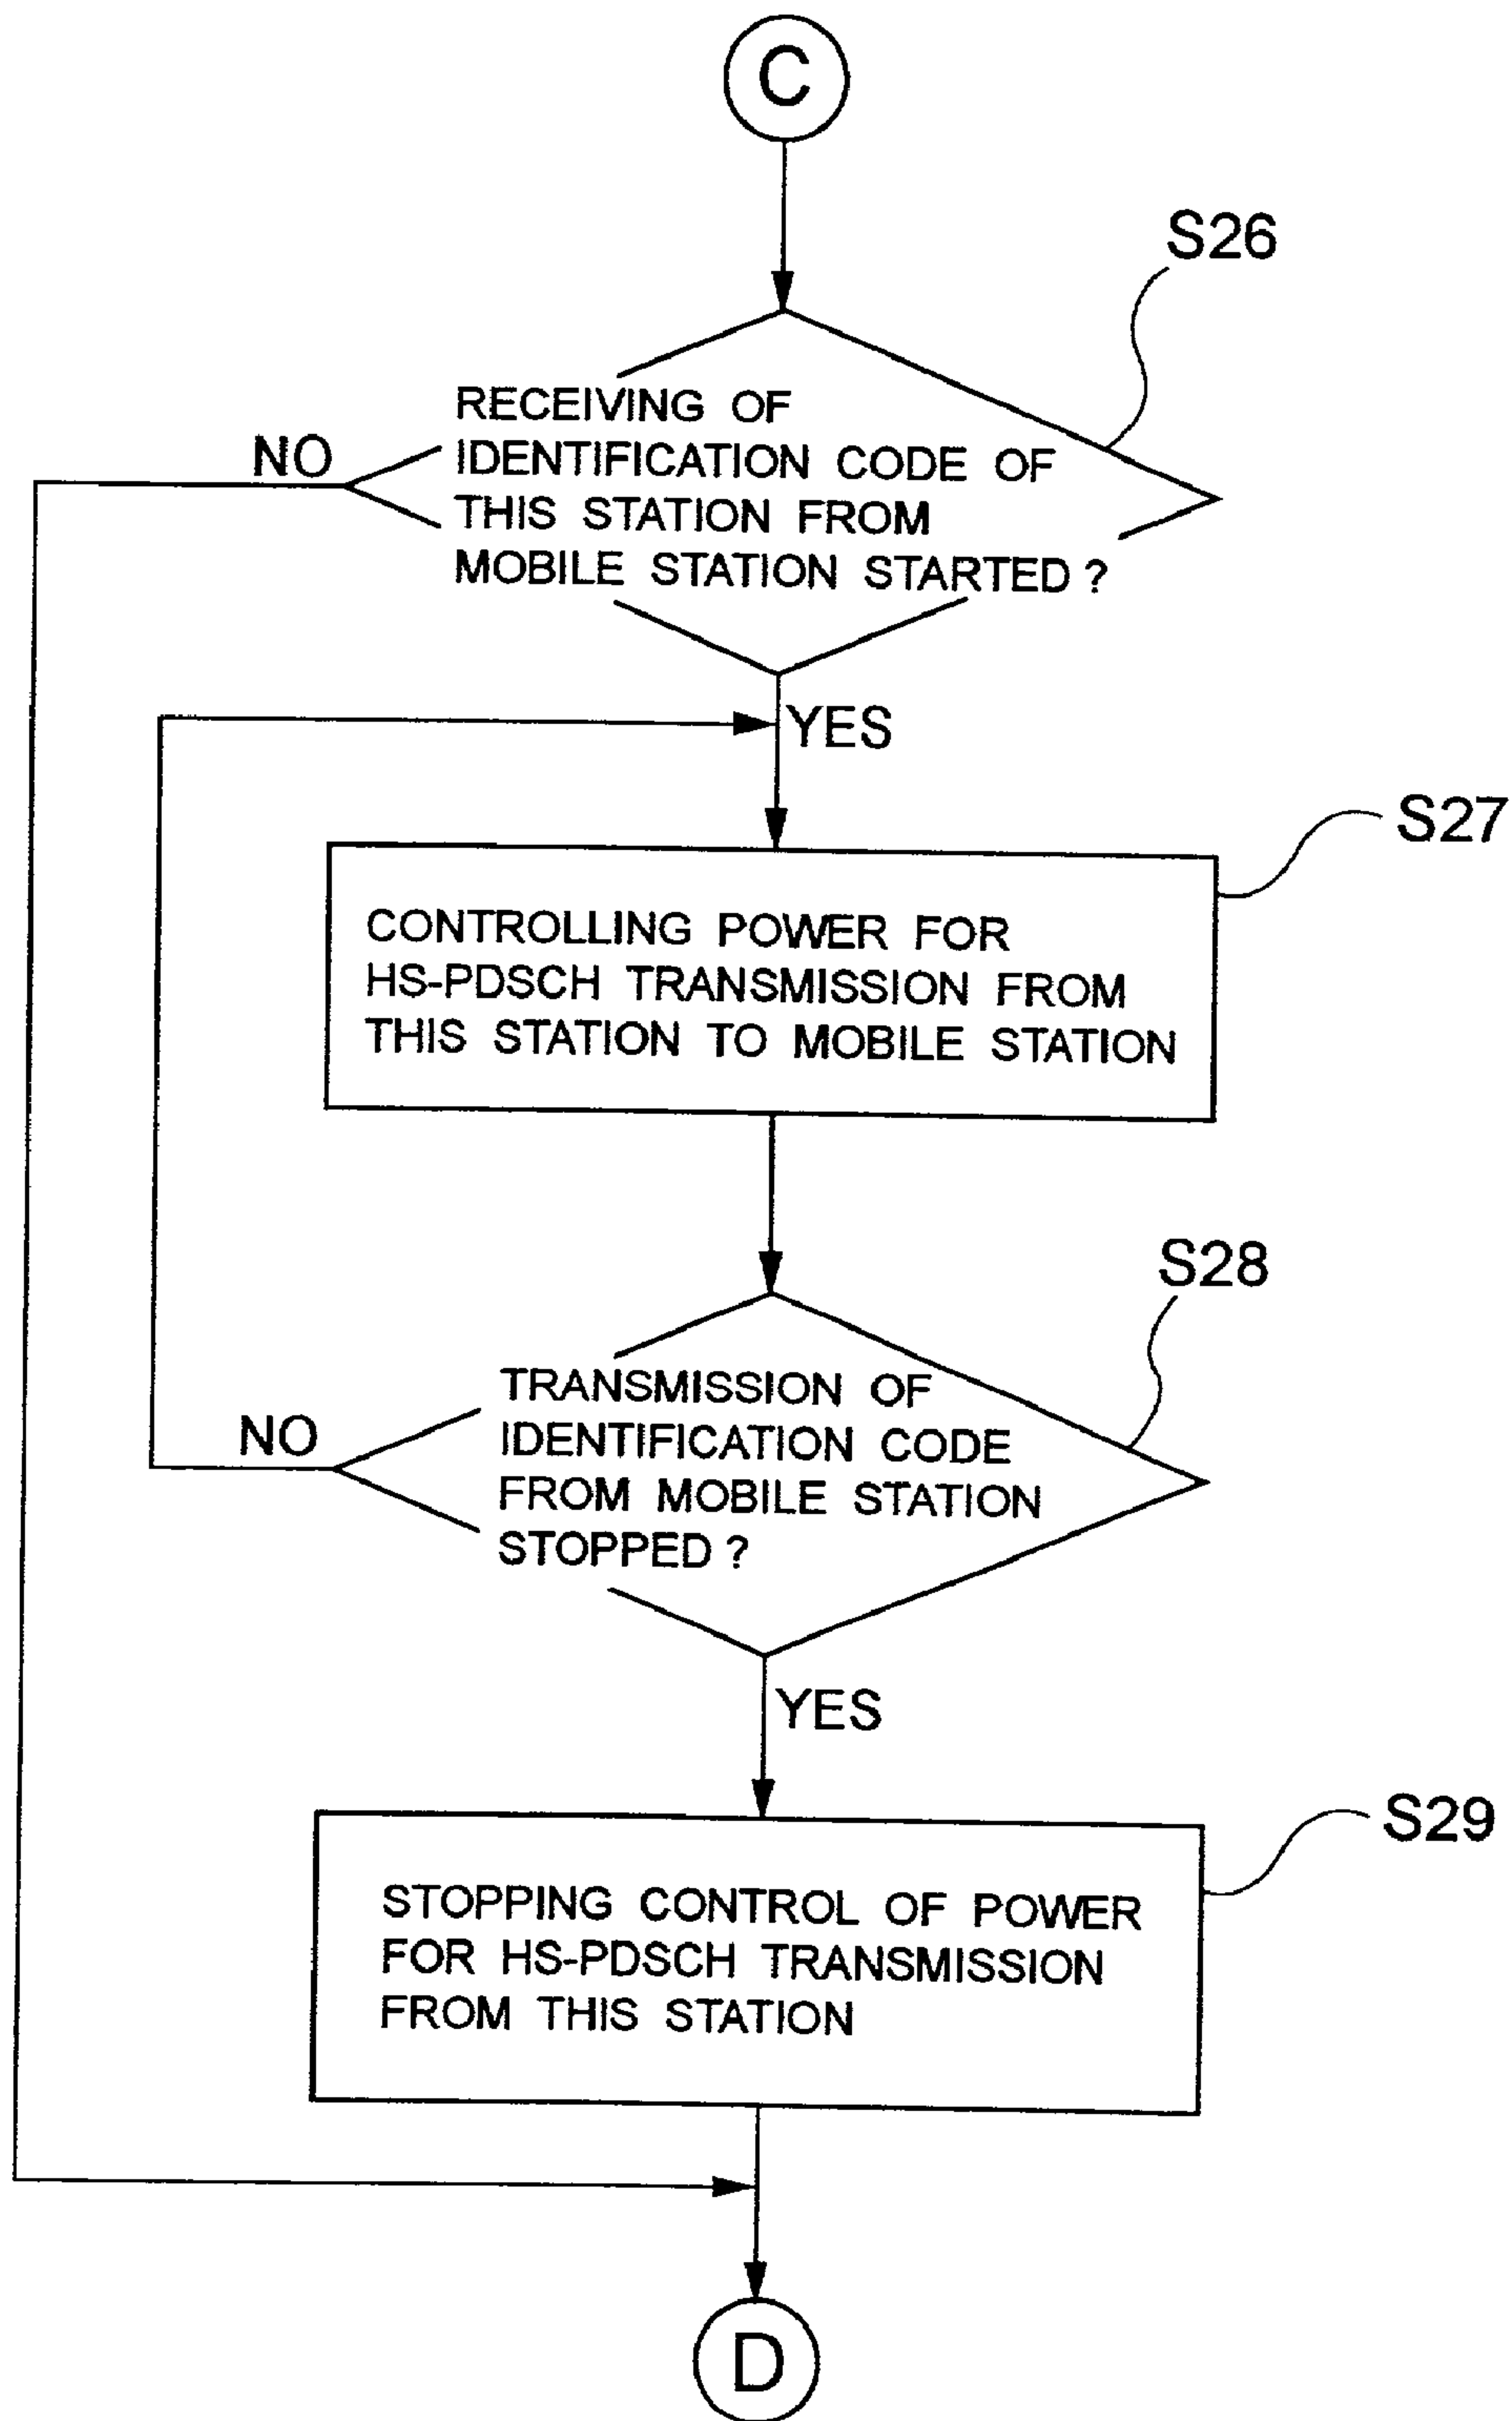 C
S26
RECEIVING OF
IDENTIFICATION CODE OF
THIS STATION FROM
MOBILE STATION STARTED ?
NO
YES
S27
CONTROLLING POWER FOR
HS-PDSCH TRANSMISSION FROM
THIS STATION TO MOBILE STATION
S28
TRANSMISSION OF
IDENTIFICATION CODE
FROM MOBILE STATION
STOPPED ?
NO
YES
S29
STOPPING CONTROL OF POWER
FOR HS-PDSCH TRANSMISSION
FROM THIS STATION
D